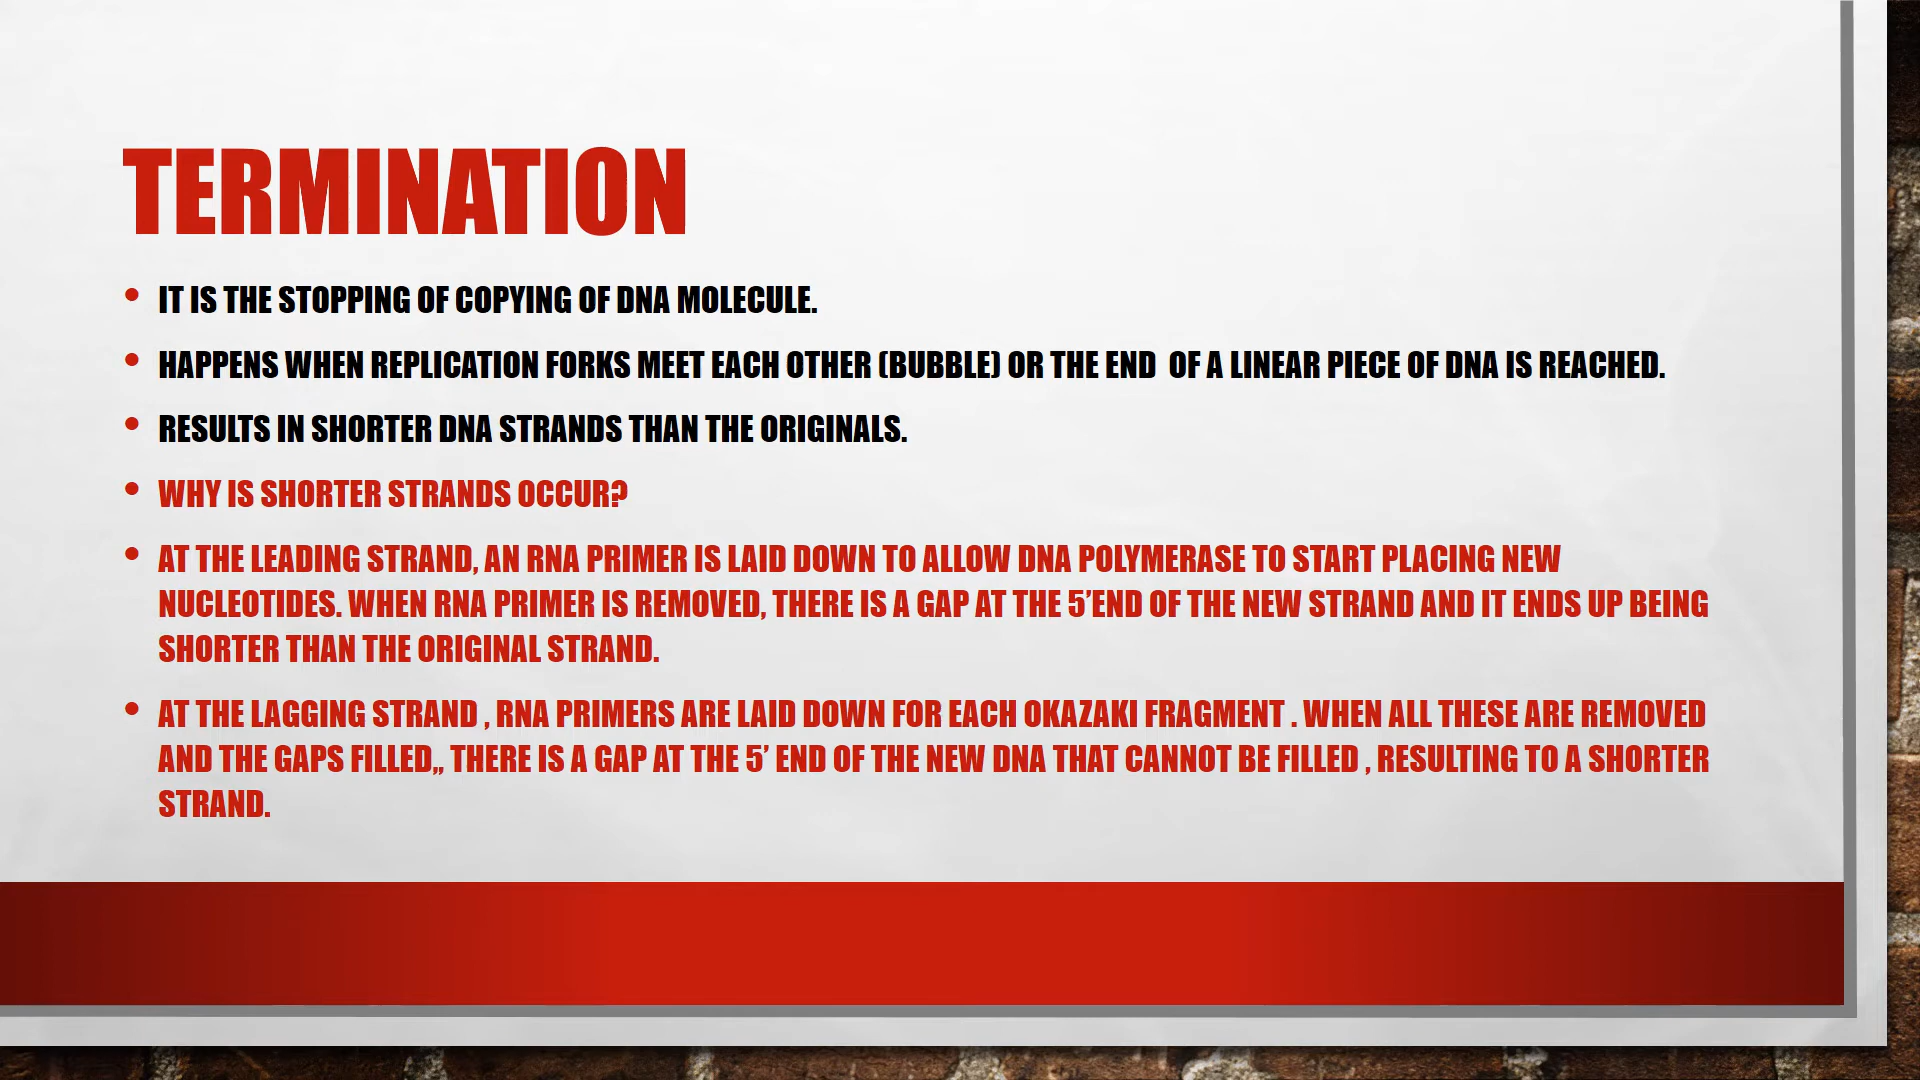 TERMINATION
• IT IS THE STOPPING OF COPYING OF DNA MOLECULE.
• HAPPENS WHEN REPLICATION FORKS MEET EACH OTHER (BUBBLE) OR THE END  OF A LINEAR PIECE OF DNA IS REACHED.
• RESULTS IN SHORTER DNA STRANDS THAN THE ORIGINALS.
• WHY IS SHORTER STRANDS OCCUR?
• AT THE LEADING STRAND, AN RNA PRIMER IS LAID DOWN TO ALLOW DNA POLYMERASE TO START PLACING NEW
NUCLEOTIDES. WHEN RNA PRIMER IS REMOVED, THERE IS A GAP AT THE 5’END OF THE NEW STRAND AND IT ENDS UP BEING
SHORTER THAN THE ORIGINAL STRAND.
• AT THE LAGGING STRAND , RNA PRIMERS ARE LAID DOWN FOR EACH OKAZAKI FRAGMENT . WHEN ALL THESE ARE REMOVED
AND THE GAPS FILLED,, THERE IS A GAP AT THE 5’ END OF THE NEW DNA THAT CANNOT BE FILLED , RESULTING TO A SHORTER
STRAND.